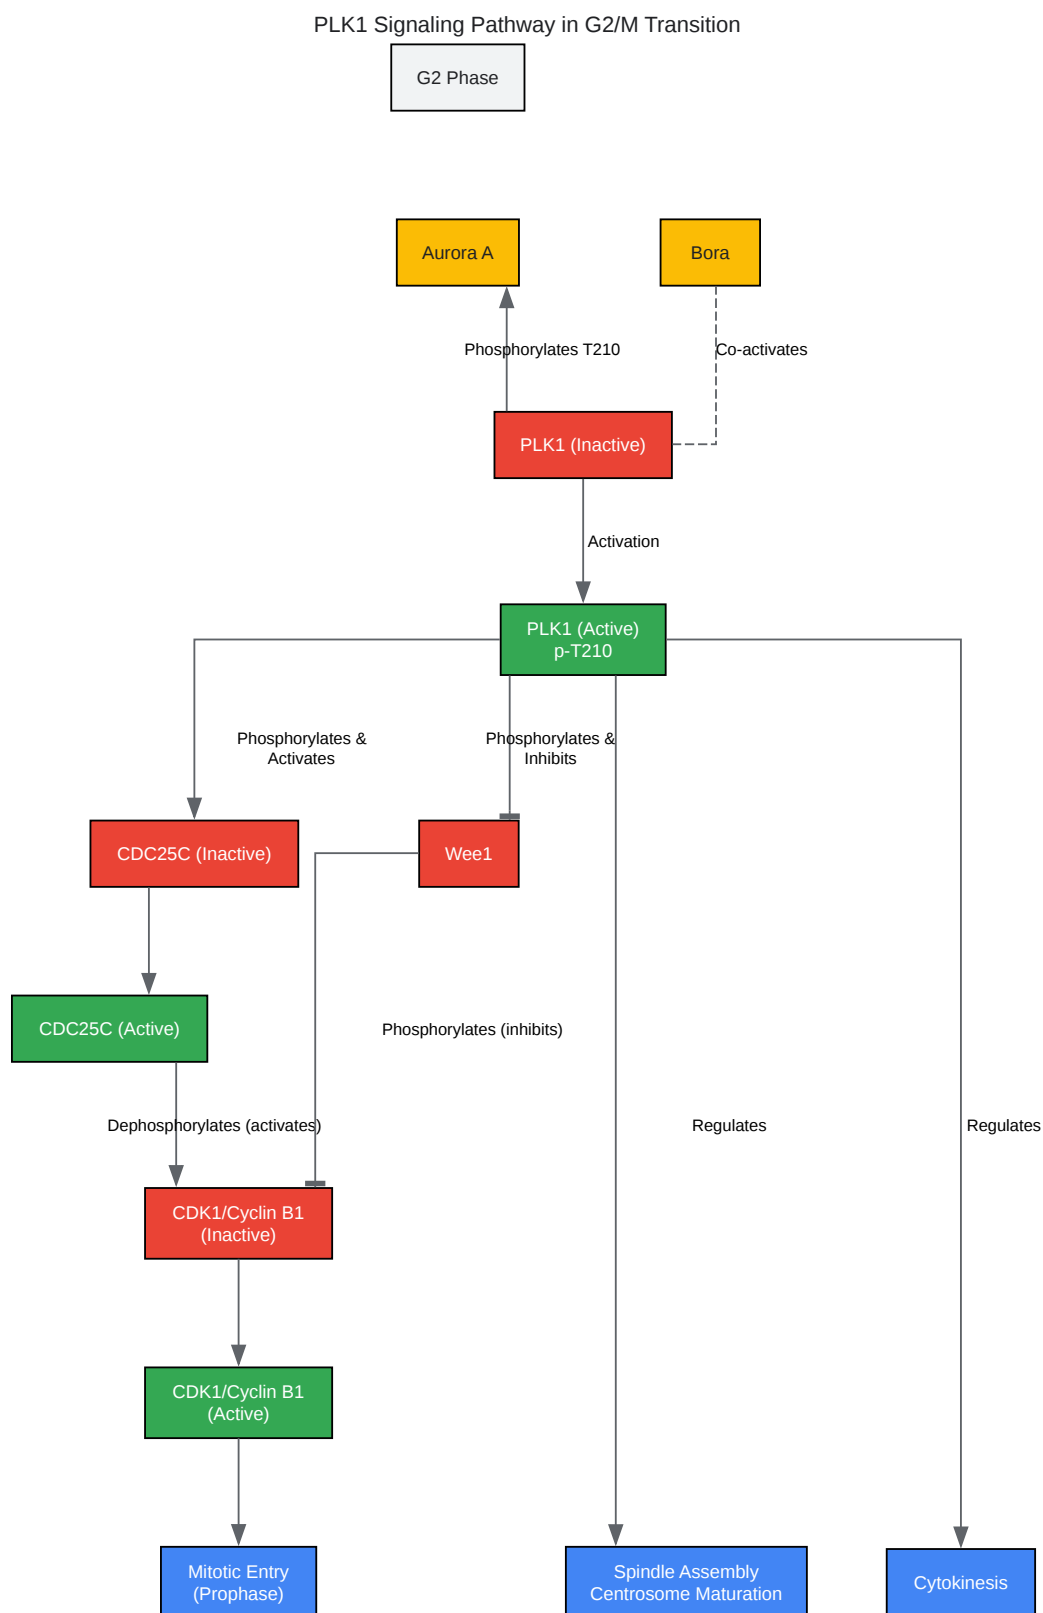 PLK1 Signaling Pathway in G2/M Transition
G2 Phase
Aurora A
Bora
Phosphorylates T210
Co-activates
PLK1 (Inactive)
Activation
PLK1 (Active)
p-T210
Phosphorylates &
Activates
Phosphorylates &
Inhibits
CDC25C (Inactive)
Wee1
CDC25C (Active)
Phosphorylates (inhibits)
Dephosphorylates (activates)
Regulates
Regulates
CDK1/Cyclin B1
(Inactive)
CDK1/Cyclin B1
(Active)
Mitotic Entry
(Prophase)
Spindle Assembly
Centrosome Maturation
Cytokinesis